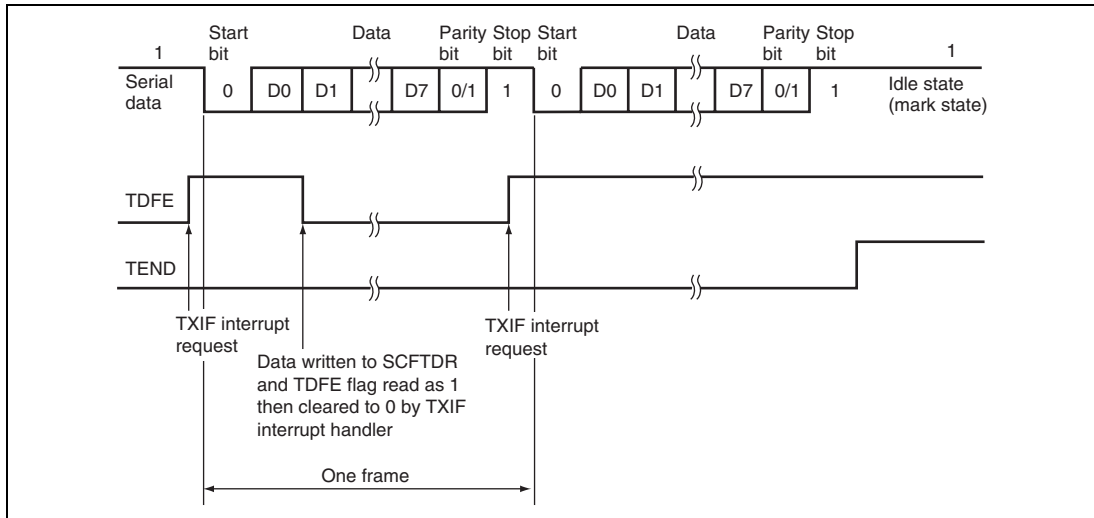 Start bit Data Parity bit Stop bit Start bit Data Parity bit Stop bit
1 1
Serial data 0 D0 D1 D7 0/1 1 0 D0 D1 D7 0/1 1 Idle state (mark state)
TDFE
TEND
TXIF interrupt request
TXIF interrupt request
Data written to SCFTDR
and TDFE flag read as 1
then cleared to 0 by TXIF
interrupt handler
One frame